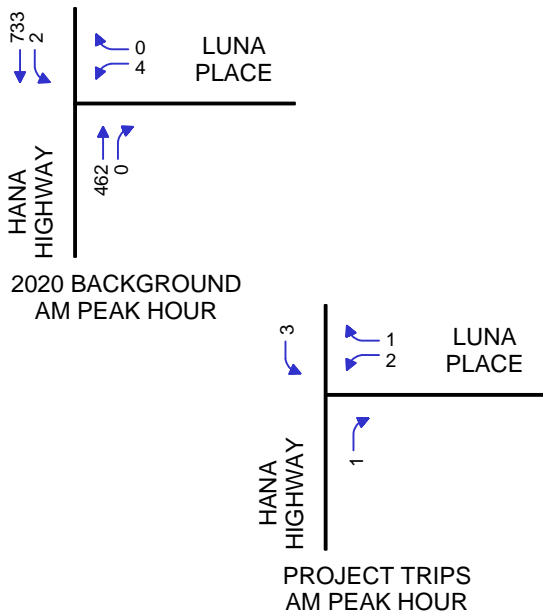 733
2
0
4
LUNA
PLACE
462
0
HANA
HIGHWAY
2020 BACKGROUND
AM PEAK HOUR
3
1
2
LUNA
PLACE
1
HANA
HIGHWAY
PROJECT TRIPS
AM PEAK HOUR